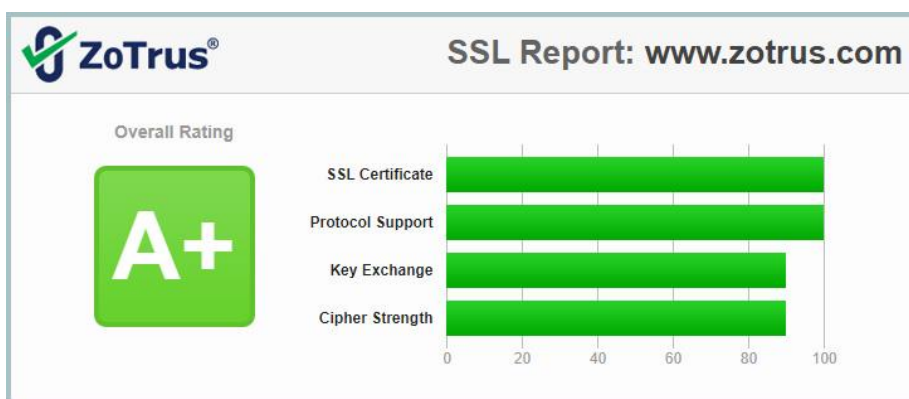 ZoTrus®
SSL Report: www.zotrus.com
Overall Rating
A+
SSL Certificate
Protocol Support
Key Exchange
Cipher Strength
0 20 40 60 80 100